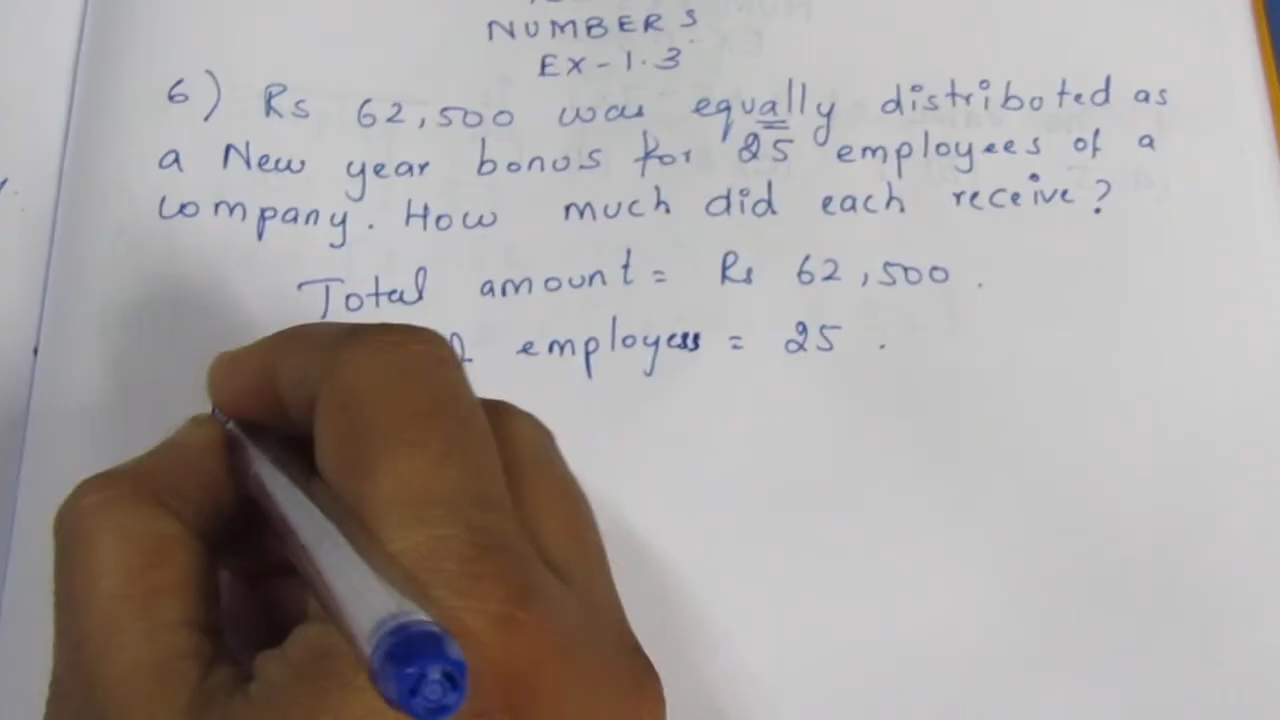 NUMBERS
EX-1.3
6) Rs 62,500 was equally distriboted as
a New year bonus for 25 employees of a
company. How much did each receive?
Total amount = Rs 62,500.
employess = 25.